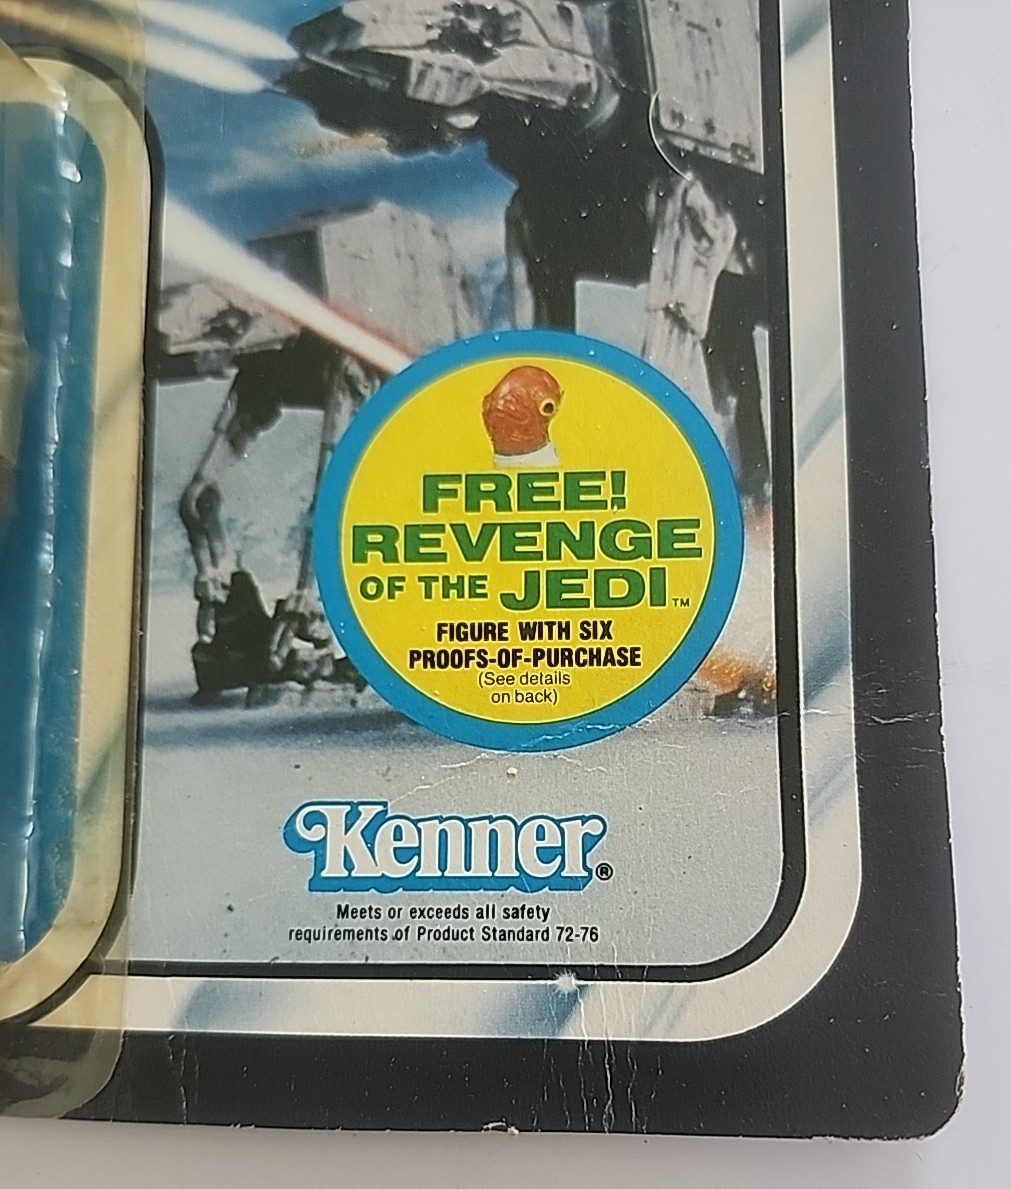 FREE!
REVENGE
OF THE JEDI™
FIGURE WITH SIX
PROOFS-OF-PURCHASE
(See details
on back)
Kenner®
Meets or exceeds all safety
requirements of Product Standard 72-76